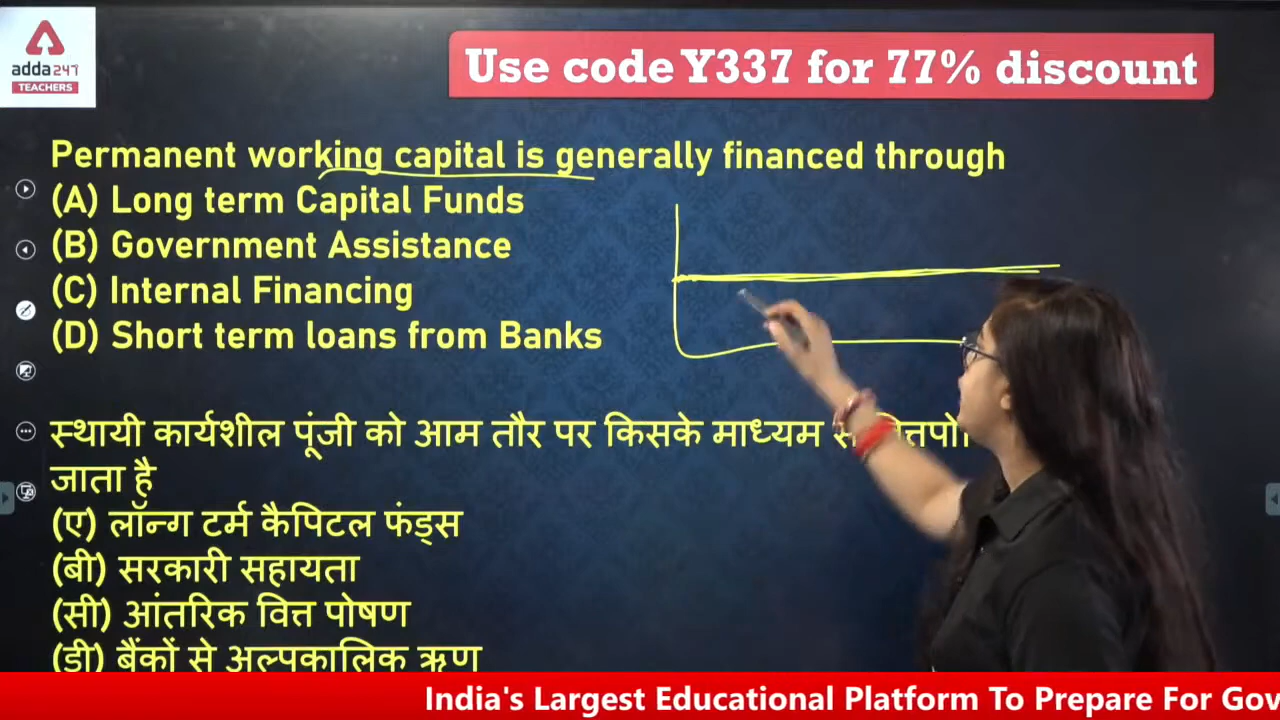 adda247
TEACHERS
Use code Y337 for 77% discount
Permanent working capital is generally financed through
(A) Long term Capital Funds
(B) Government Assistance
(C) Internal Financing
(D) Short term loans from Banks
स्थायी कार्यशील पूंजी को आम तौर पर किसके माध्यम
जाता है
(ए) लॉन्ग टर्म कैपिटल फंड्स
(बी) सरकारी सहायता
(सी) आंतरिक वित्त पोषण
(डी) बैंकों से अल्पकालिक ऋण
India's Largest Educational Platform To Prepare For Gov